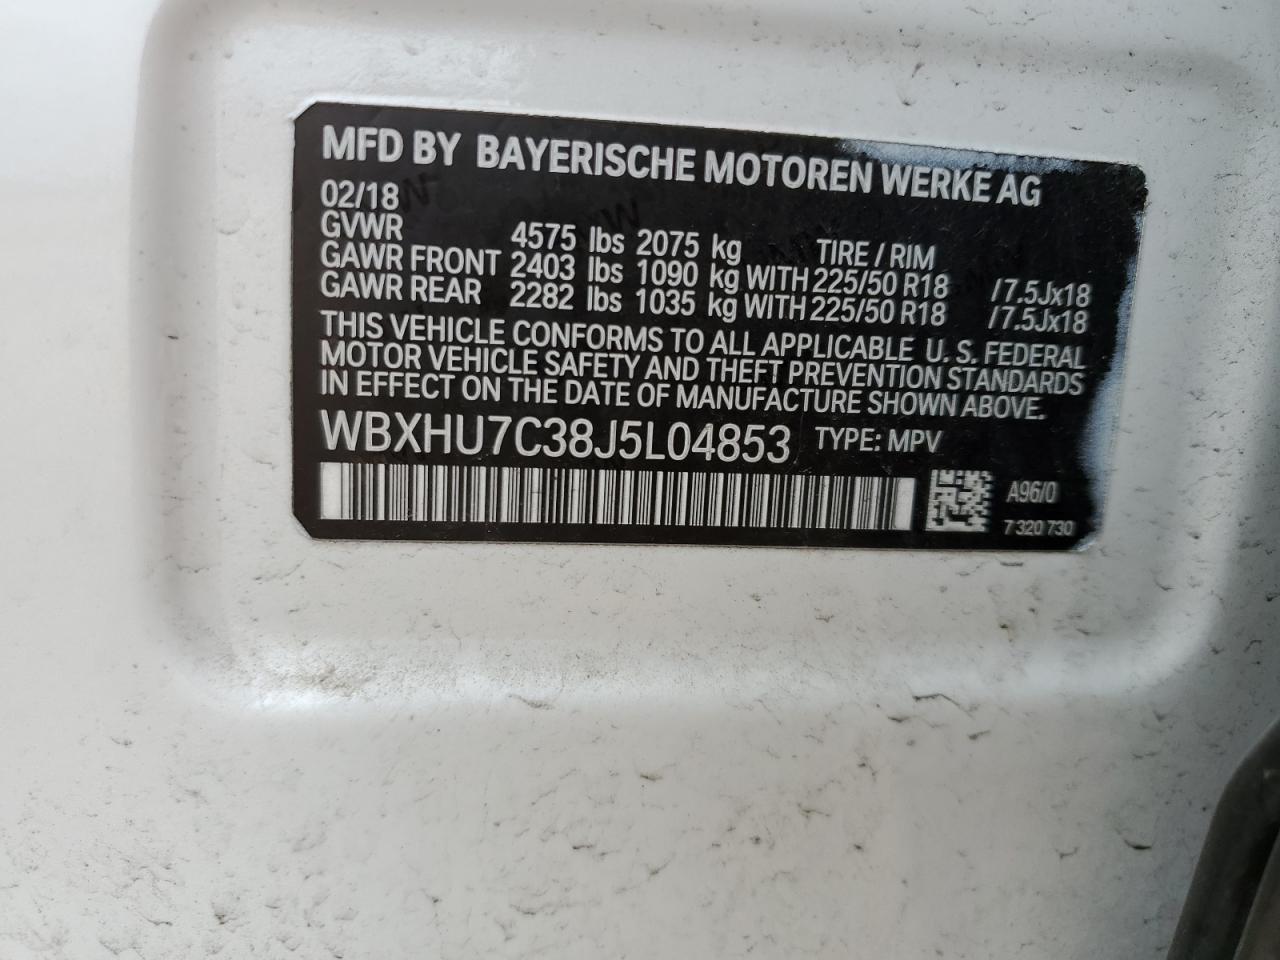 MFD BY BAYERISCHE MOTOREN WERKE AG
02/18
GVWR 4575 lbs 2075 kg TIRE / RIM
GAWR FRONT 2403 lbs 1090 kg WITH 225/50 R18 / 7.5Jx18
GAWR REAR 2282 lbs 1035 kg WITH 225/50 R18 / 7.5Jx18
THIS VEHICLE CONFORMS TO ALL APPLICABLE U. S. FEDERAL
MOTOR VEHICLE SAFETY AND THEFT PREVENTION STANDARDS
IN EFFECT ON THE DATE OF MANUFACTURE SHOWN ABOVE.
WBXHU7C38J5L04853 TYPE: MPV
A96/0
7 320 730